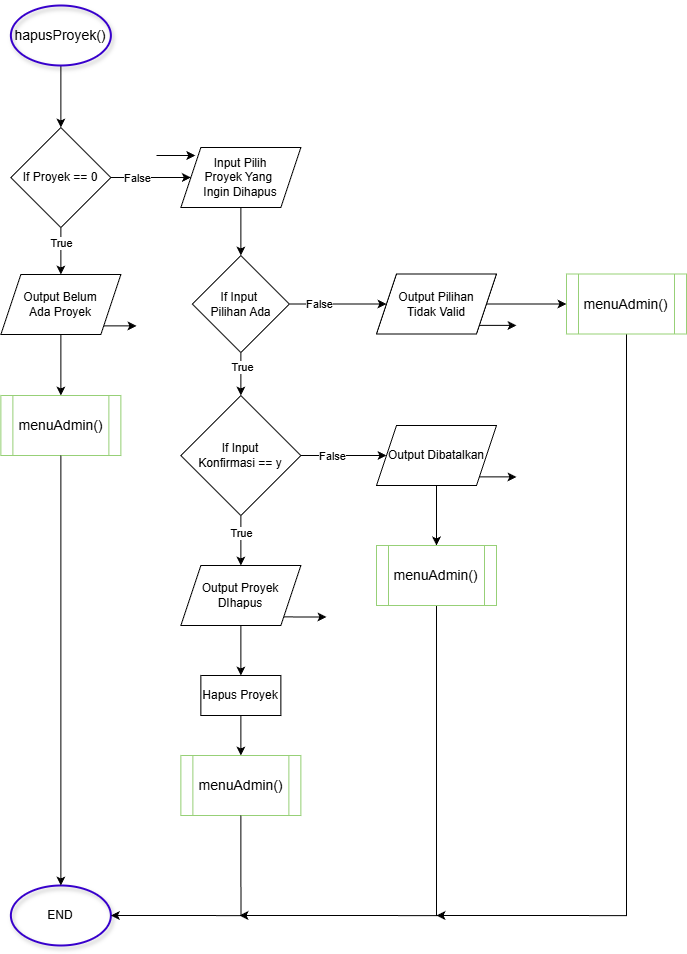 hapusProyek()
If Proyek == 0
False
Input Pilih
Proyek Yang
Ingin Dihapus
True
Output Belum
Ada Proyek
If Input
Pilihan Ada
False
Output Pilihan
Tidak Valid
menuAdmin()
True
menuAdmin()
If Input
Konfirmasi == y
False
Output Dibatalkan
True
menuAdmin()
Output Proyek
DIhapus
Hapus Proyek
menuAdmin()
END